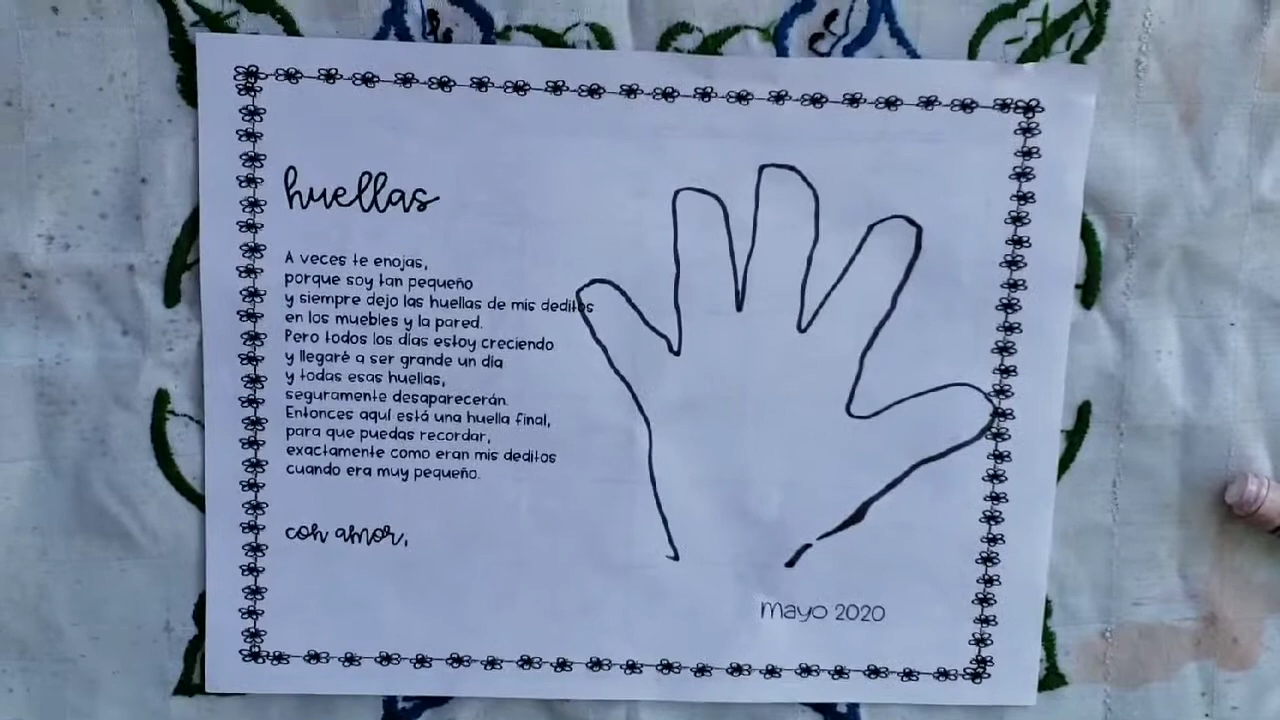 huellas
A veces te enojas,
porque soy tan pequeño
y siempre dejo las huellas de mis deditos
en los muebles y la pared.
Pero todos los días estoy creciendo
y llegaré a ser grande un día
y todas esas huellas,
seguramente desaparecerán.
Entonces aquí está una huella final,
para que puedas recordar,
exactamente como eran mis deditos
cuando era muy pequeño.
con amor,
Mayo 2020